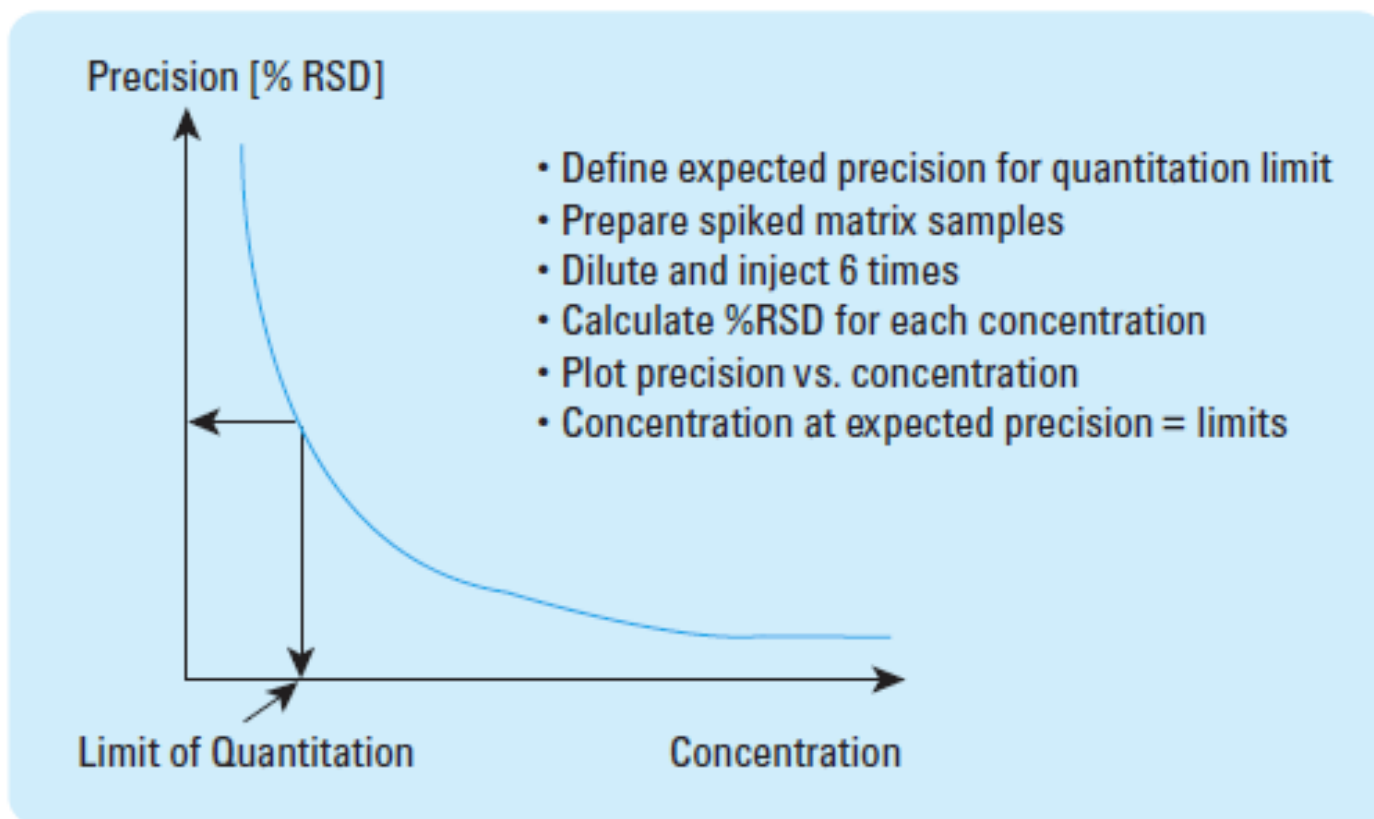 Precision [% RSD]
• Define expected precision for quantitation limit
• Prepare spiked matrix samples
• Dilute and inject 6 times
• Calculate %RSD for each concentration
• Plot precision vs. concentration
• Concentration at expected precision = limits
Limit of Quantitation
Concentration